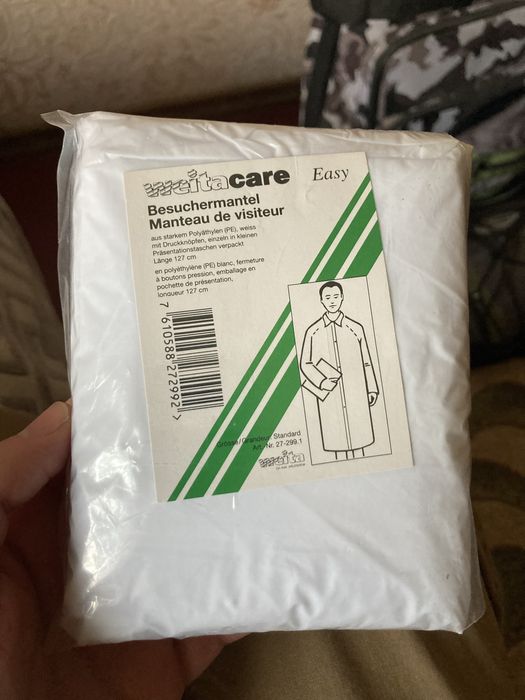 weitacare Easy
Besuchermantel
Manteau de visiteur
aus starkem Polyäthylen (PE), weiss
mit Druckknöpfen, einzeln in kleinen
Präsentationstaschen verpackt
Länge 127 cm
en polyéthylène (PE) blanc, fermeture
à boutons pression, emballage en
pochette de présentation,
longueur 127 cm
7 610588 272992 >
Grösse/Grandeur: Standard
Art.-Nr. 27-299.1
weita